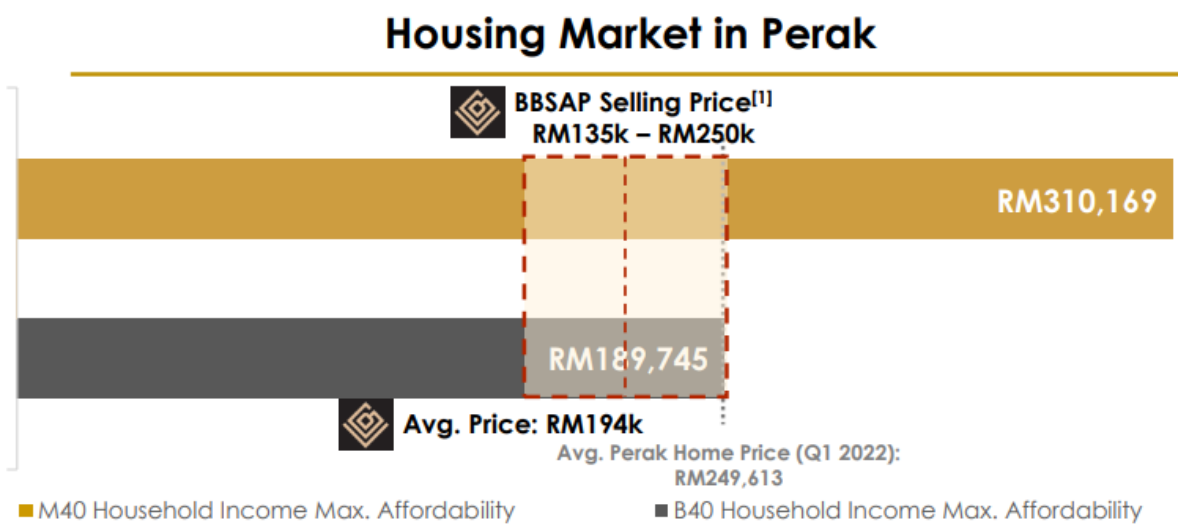 Housing Market in Perak
BBSAP Selling Price[1]
RM135k – RM250k
RM310,169
RM189,745
Avg. Price: RM194k
Avg. Perak Home Price (Q1 2022):
RM249,613
M40 Household Income Max. Affordability
B40 Household Income Max. Affordability